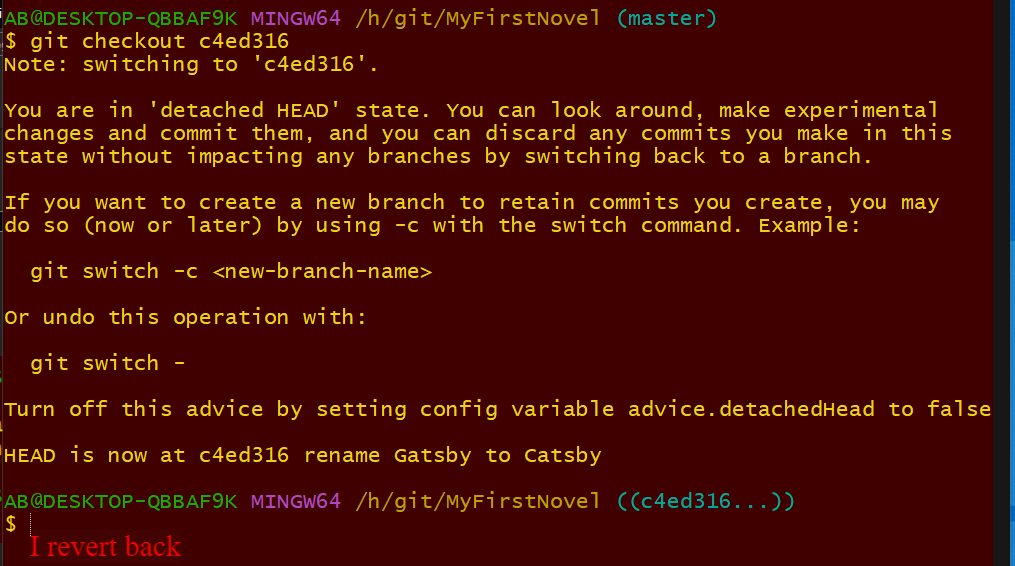 AB@DESKTOP-QBBAF9K MINGW64 /h/git/MyFirstNovel (master)
$ git checkout c4ed316
Note: switching to 'c4ed316'.
You are in 'detached HEAD' state. You can look around, make experimental
changes and commit them, and you can discard any commits you make in this
state without impacting any branches by switching back to a branch.
If you want to create a new branch to retain commits you create, you may
do so (now or later) by using -c with the switch command. Example:
git switch -c <new-branch-name>
Or undo this operation with:
git switch -
Turn off this advice by setting config variable advice.detachedHead to false
HEAD is now at c4ed316 rename Gatsby to Catsby
AB@DESKTOP-QBBAF9K MINGW64 /h/git/MyFirstNovel ((c4ed316...))
$
I revert back